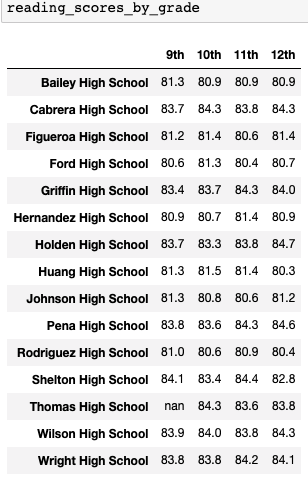 reading_scores_by_grade
9th 10th 11th 12th
Bailey High School 81.3 80.9 80.9 80.9
Cabrera High School 83.7 84.3 83.8 84.3
Figueroa High School 81.2 81.4 80.6 81.4
Ford High School 80.6 81.3 80.4 80.7
Griffin High School 83.4 83.7 84.3 84.0
Hernandez High School 80.9 80.7 81.4 80.9
Holden High School 83.7 83.3 83.8 84.7
Huang High School 81.3 81.5 81.4 80.3
Johnson High School 81.3 80.8 80.6 81.2
Pena High School 83.8 83.6 84.3 84.6
Rodriguez High School 81.0 80.6 80.9 80.4
Shelton High School 84.1 83.4 84.4 82.8
Thomas High School nan 84.3 83.6 83.8
Wilson High School 83.9 84.0 83.8 84.3
Wright High School 83.8 83.8 84.2 84.1